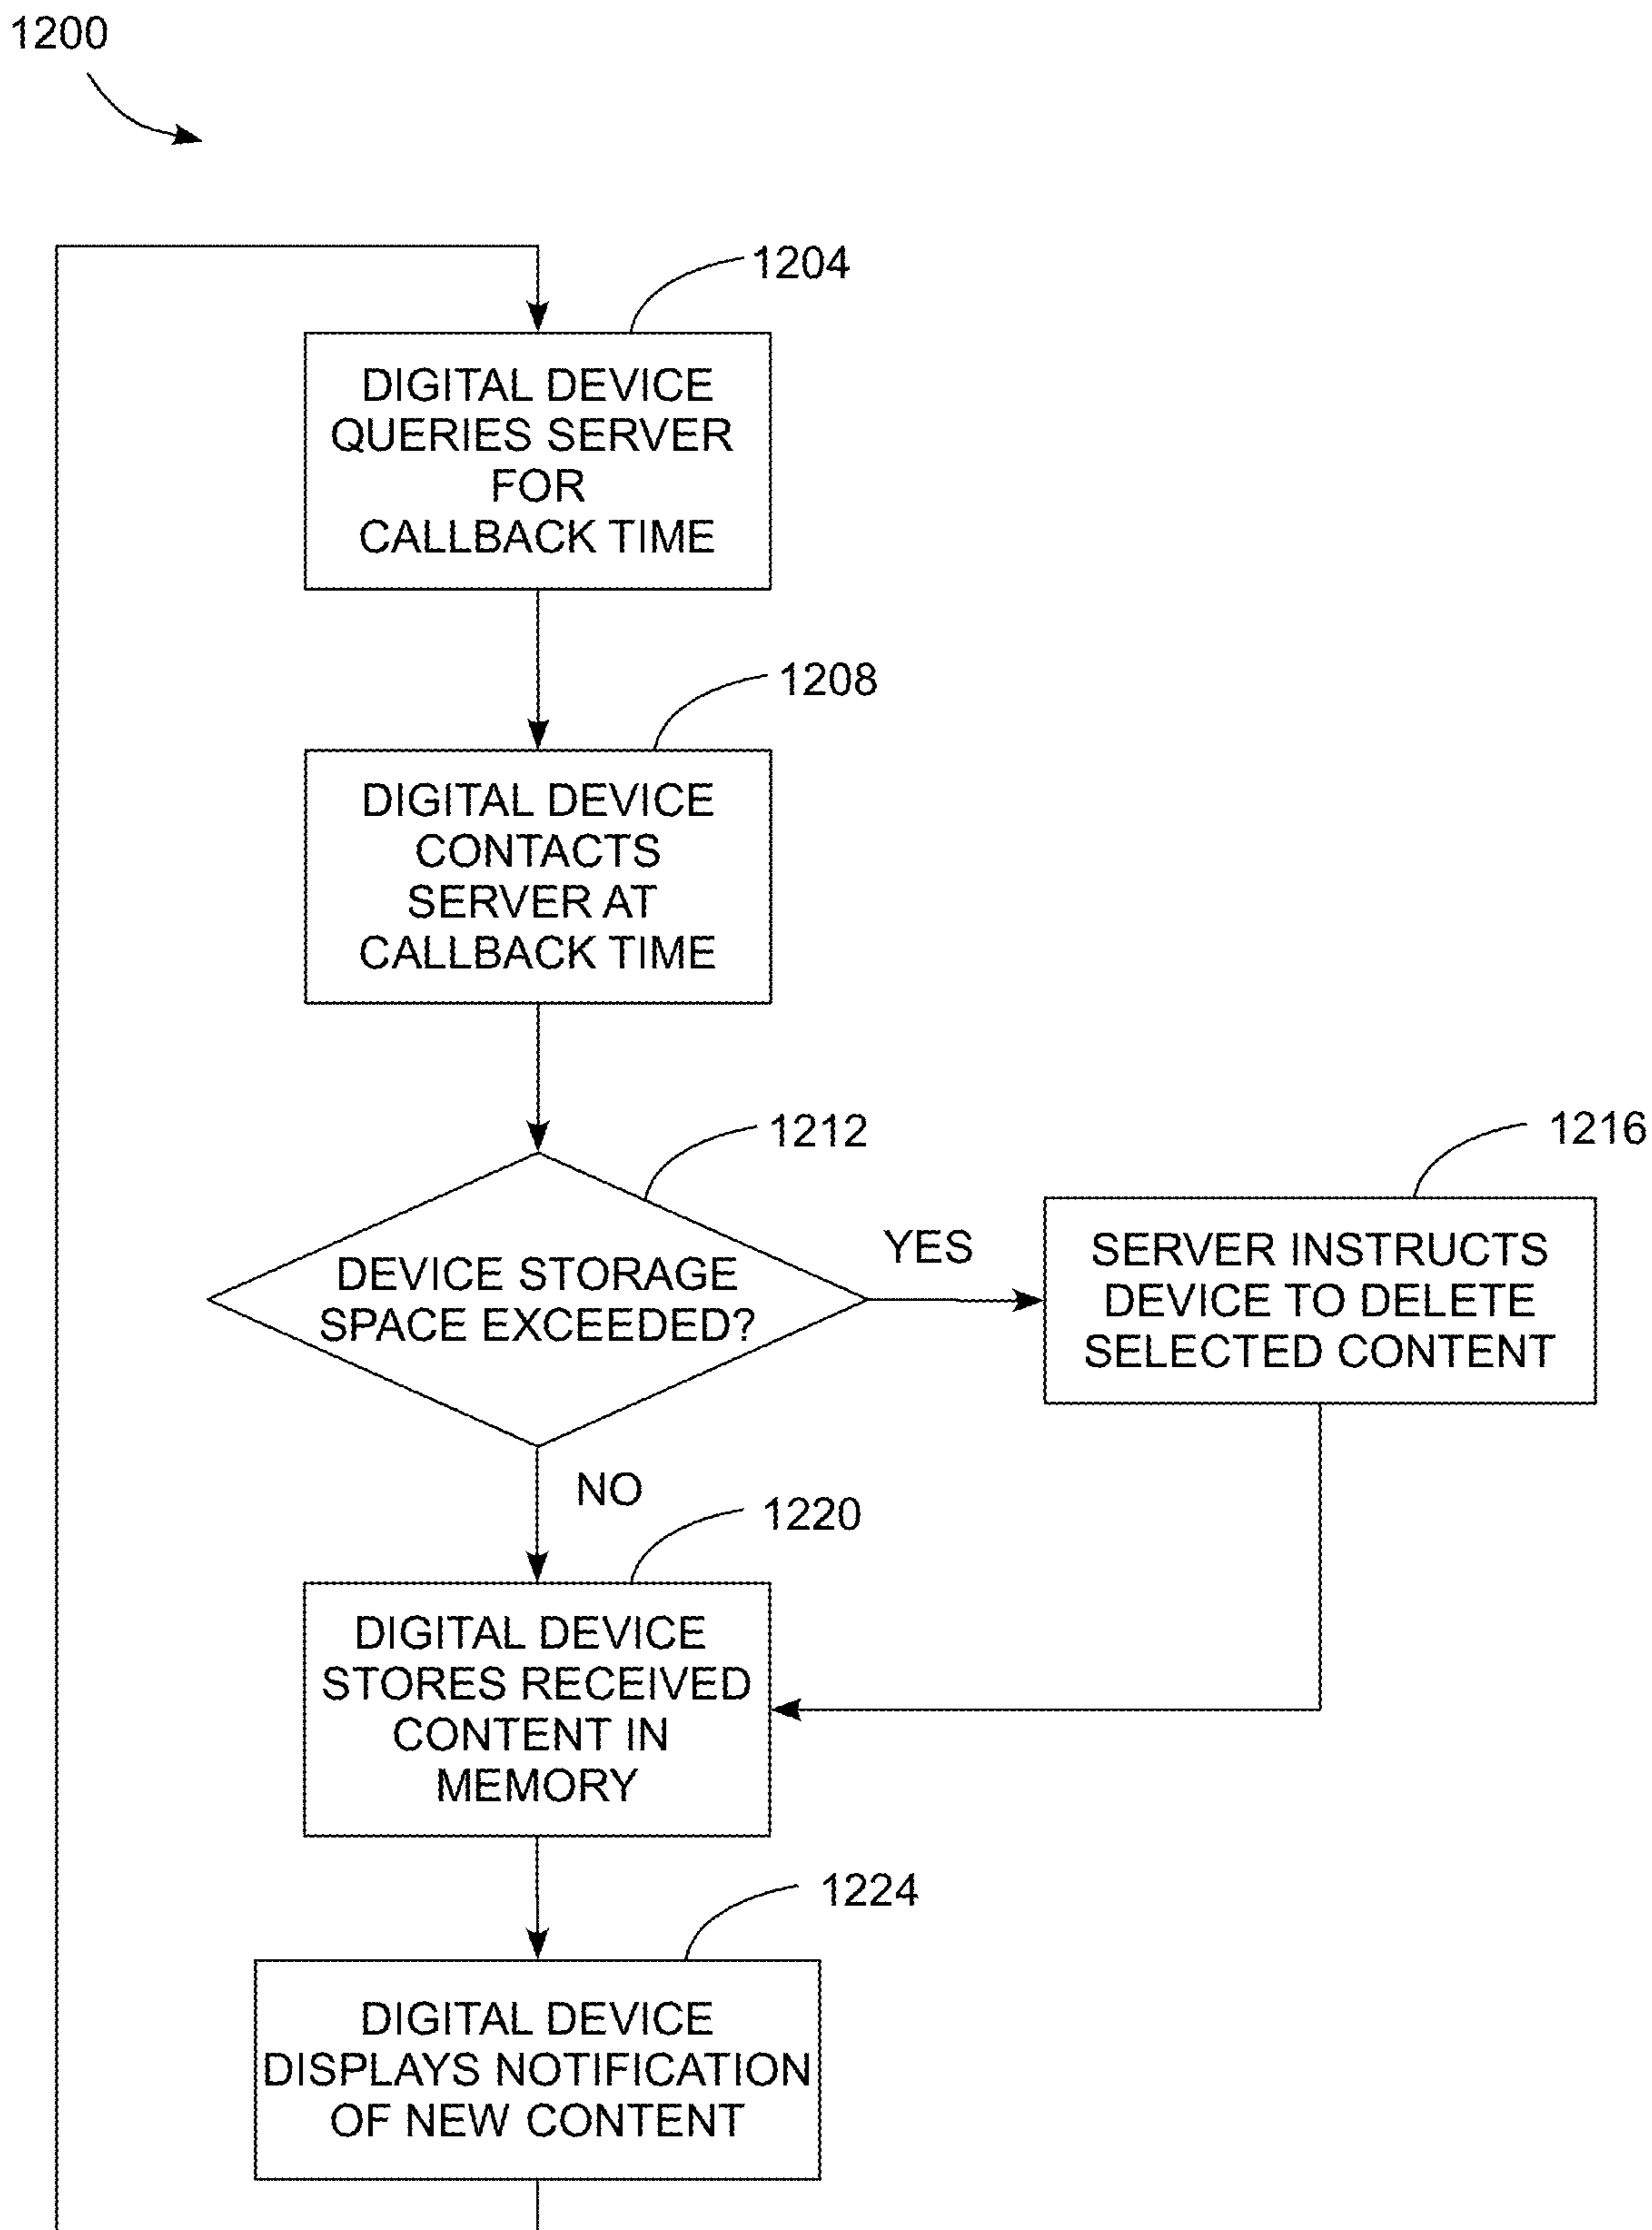 1200
1204
DIGITAL DEVICE
QUERIES SERVER
FOR
CALLBACK TIME
1208
DIGITAL DEVICE
CONTACTS
SERVER AT
CALLBACK TIME
1212
DEVICE STORAGE
SPACE EXCEEDED?
YES
1216
SERVER INSTRUCTS
DEVICE TO DELETE
SELECTED CONTENT
NO
1220
DIGITAL DEVICE
STORES RECEIVED
CONTENT IN
MEMORY
1224
DIGITAL DEVICE
DISPLAYS NOTIFICATION
OF NEW CONTENT